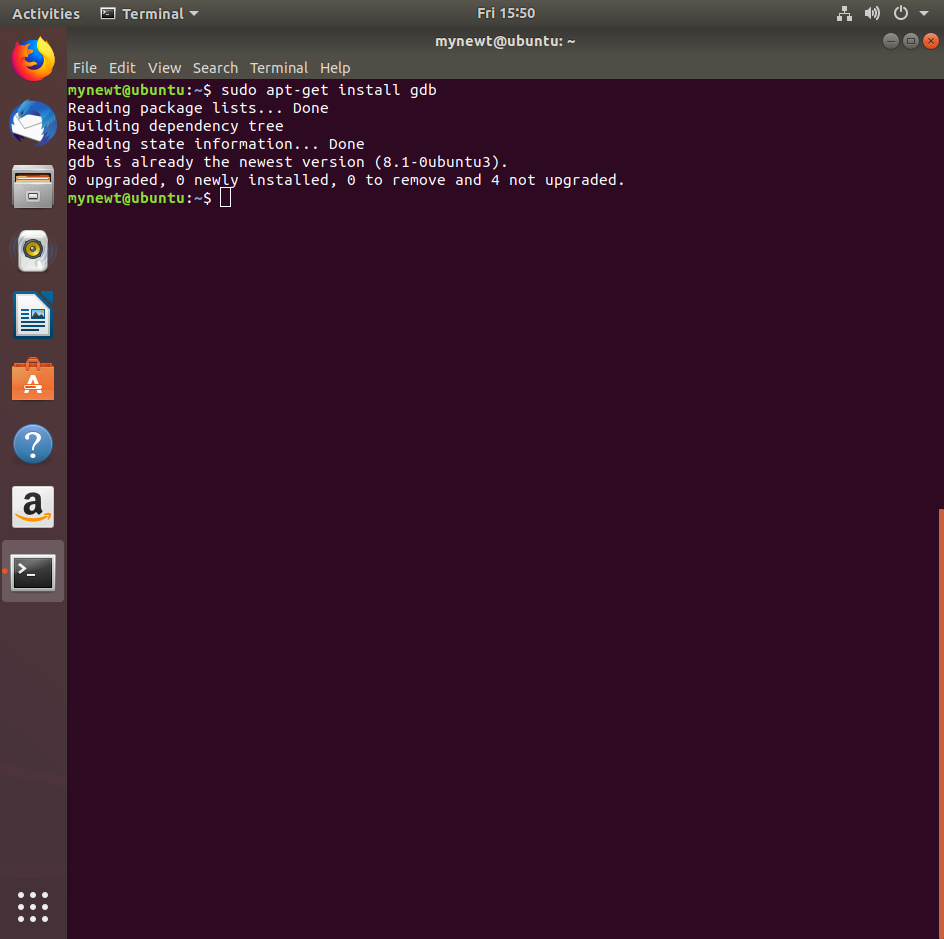 Activities Terminal Fri 15:50
mynewt@ubuntu: ~
File Edit View Search Terminal Help
mynewt@ubuntu:~$ sudo apt-get install gdb
Reading package lists... Done
Building dependency tree
Reading state information... Done
gdb is already the newest version (8.1-0ubuntu3).
0 upgraded, 0 newly installed, 0 to remove and 4 not upgraded.
mynewt@ubuntu:~$